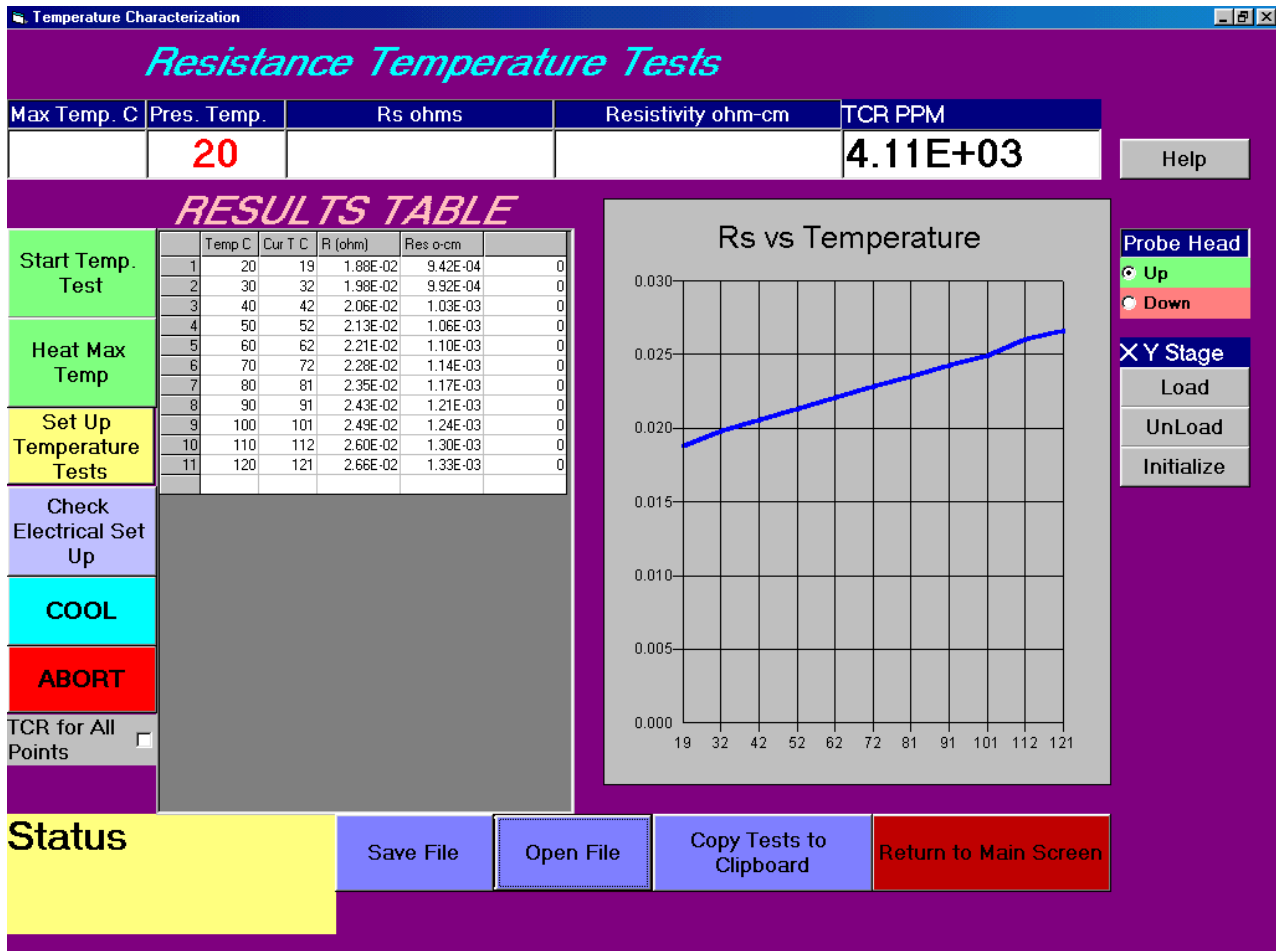 Temperature Characterization
Resistance Temperature Tests
Max Temp. C Pres. Temp. Rs ohms Resistivity ohm-cm TCR PPM
20 4.11E+03
Help
RESULTS TABLE
Start Temp.
Test
Heat Max
Temp
Set Up
Temperature
Tests
Check
Electrical Set
Up
COOL
ABORT
TCR for All
Points
Temp C Cur T C R (ohm) Res o-cm
1 20 19 1.88E-02 9.42E-04 0
2 30 32 1.98E-02 9.92E-04 0
3 40 42 2.06E-02 1.03E-03 0
4 50 52 2.13E-02 1.06E-03 0
5 60 62 2.21E-02 1.10E-03 0
6 70 72 2.28E-02 1.14E-03 0
7 80 81 2.35E-02 1.17E-03 0
8 90 91 2.43E-02 1.21E-03 0
9 100 101 2.49E-02 1.24E-03 0
10 110 112 2.60E-02 1.30E-03 0
11 120 121 2.66E-02 1.33E-03 0
Rs vs Temperature
0.030
0.025
0.020
0.015
0.010
0.005
0.000
19 32 42 52 62 72 81 91 101 112 121
Probe Head
Up
Down
X Y Stage
Load
UnLoad
Initialize
Status
Save File
Open File
Copy Tests to
Clipboard
Return to Main Screen